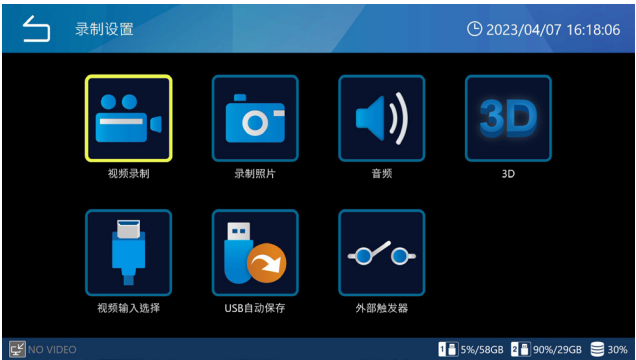 录制设置
2023/04/07 16:18:06
3D
视频录制
录制照片
音频
3D
视频输入选择
USB自动保存
外部触发器
NO VIDEO
1 5%/58GB 2 90%/29GB 30%